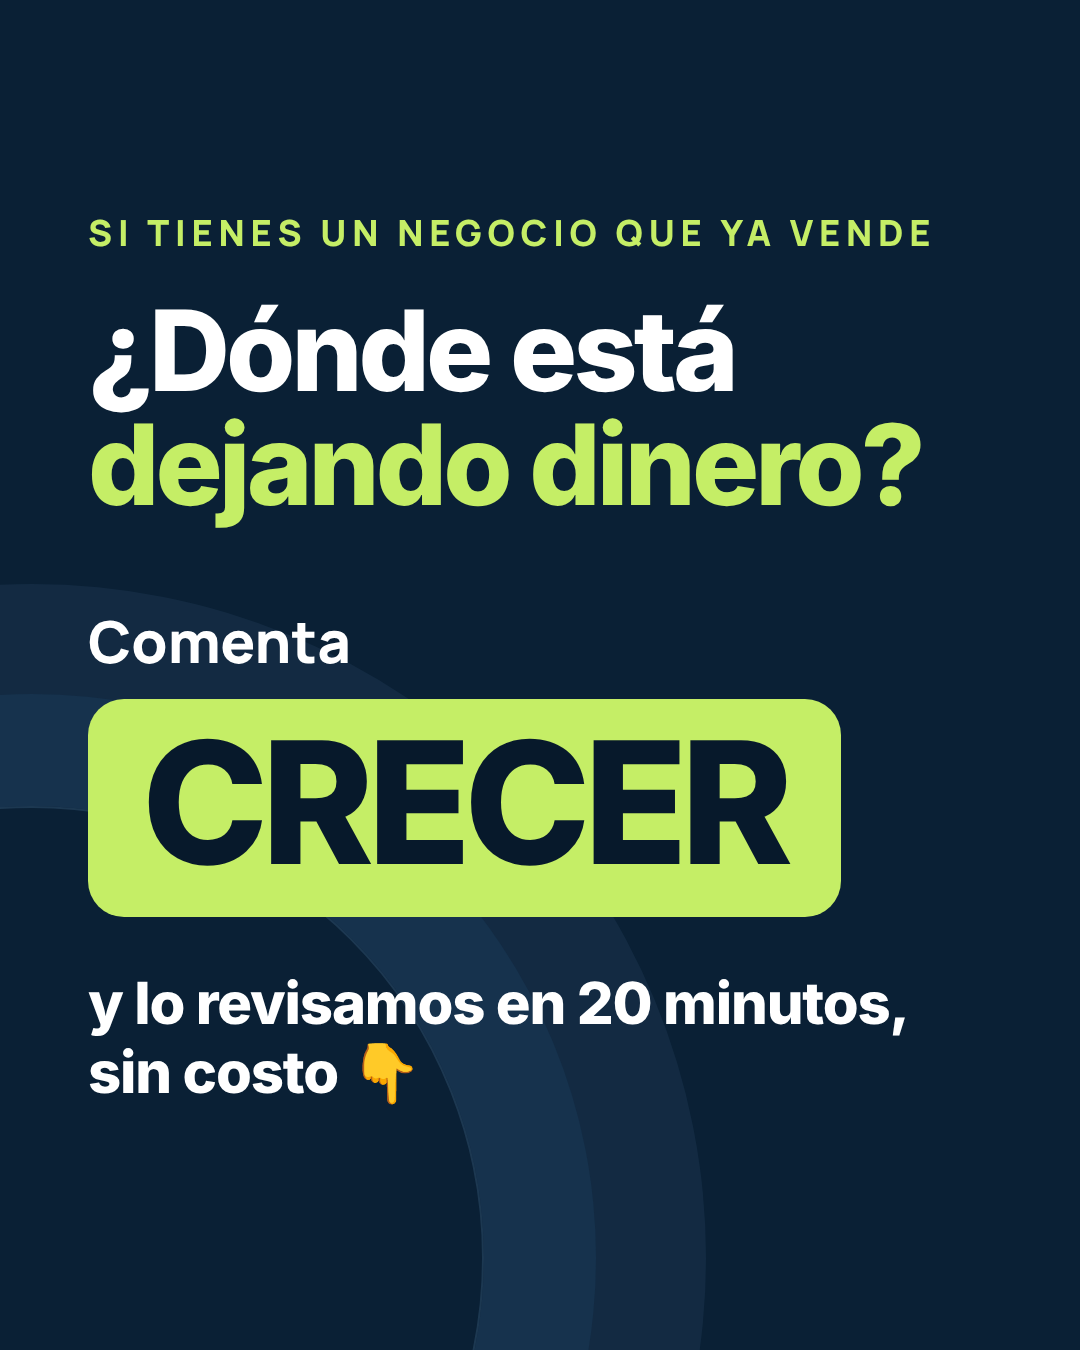 SI TIENES UN NEGOCIO QUE YA VENDE
¿Dónde está
dejando dinero?
Comenta
CRECER
y lo revisamos en 20 minutos,
sin costo 👇